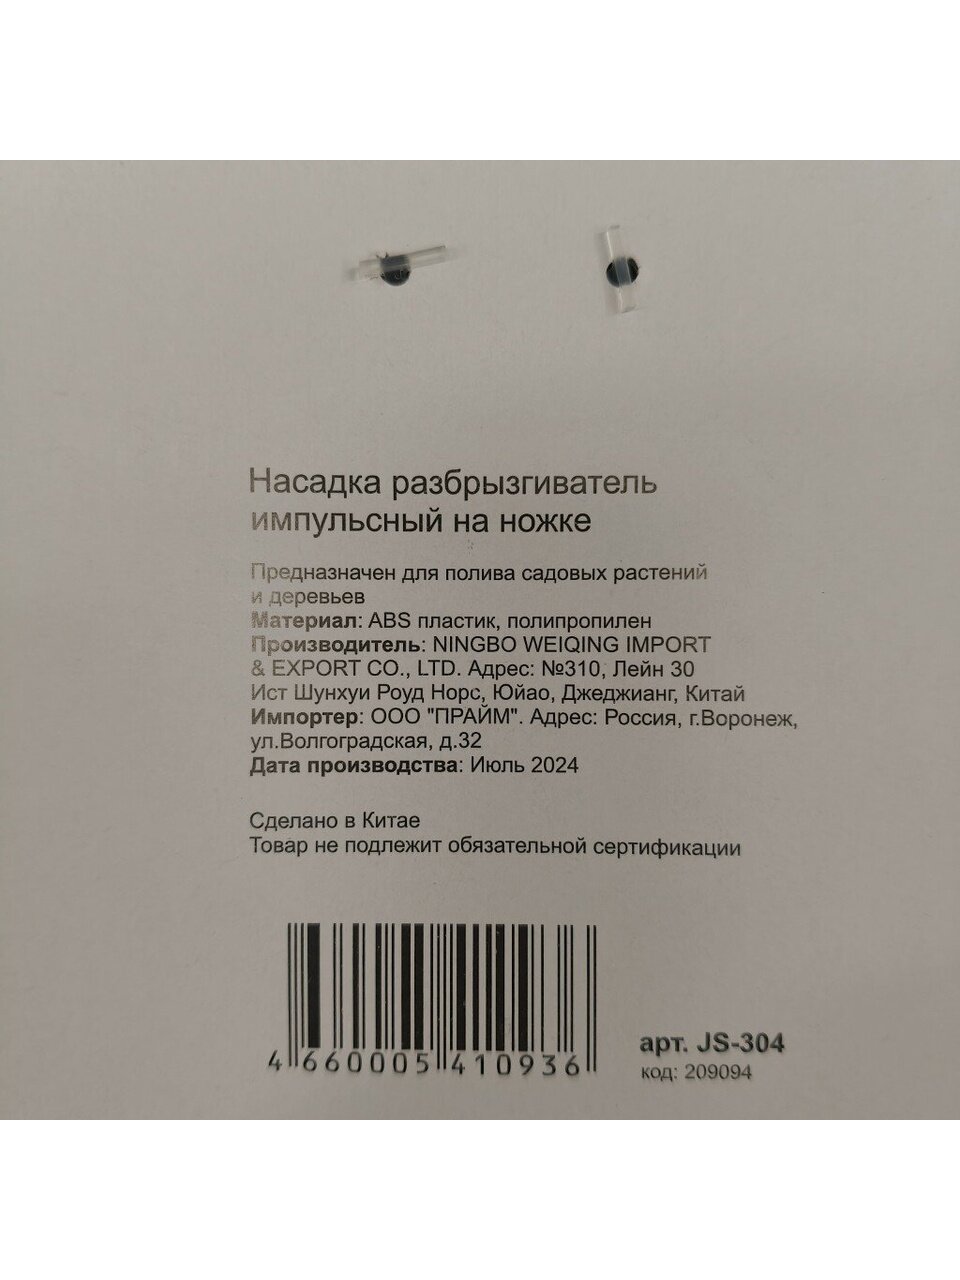 Насадка разбрызгиватель
импульсный на ножке
Предназначен для полива садовых растений
и деревьев
Материал: ABS пластик, полипропилен
Производитель: NINGBO WEIQING IMPORT
& EXPORT CO., LTD. Адрес: №310, Лейн 30
Ист Шунхуи Роуд Норс, Юйао, Джеджианг, Китай
Импортер: ООО "ПРАЙМ". Адрес: Россия, г.Воронеж,
ул.Волгоградская, д.32
Дата производства: Июль 2024
Сделано в Китае
Товар не подлежит обязательной сертификации
4 660005 410936
арт. JS-304
код: 209094